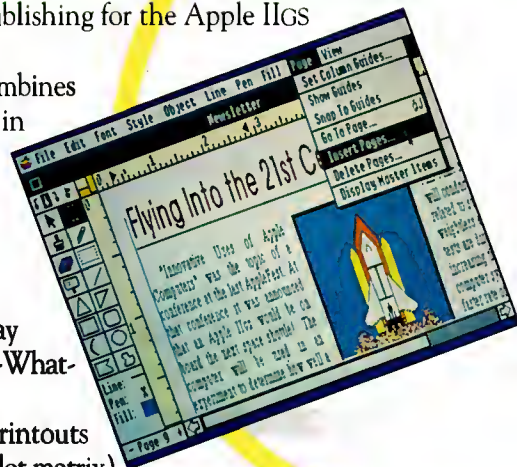 ublishing for the Apple IIGS
mbines
in
ay
-What-
rintouts
lot matrix)
File Edit Font Style Object Line Pen Fill Page View
Newsletter
Set Column Guides...
Show Guides
Snap To Guides
Go To Page...
Insert Pages...
Delete Pages...
Display Master Items
Flying Into the 21st C
"Innovative Uses of Apple
Computers" was the topic of a
conference at the last AppleFest. At
that conference it was announced
that an Apple IIgs would be on
board the next space shuttle! The
computer will be used in an
experiment to determine how well a
Line:
Pen:
Fill:
- Page 9 +